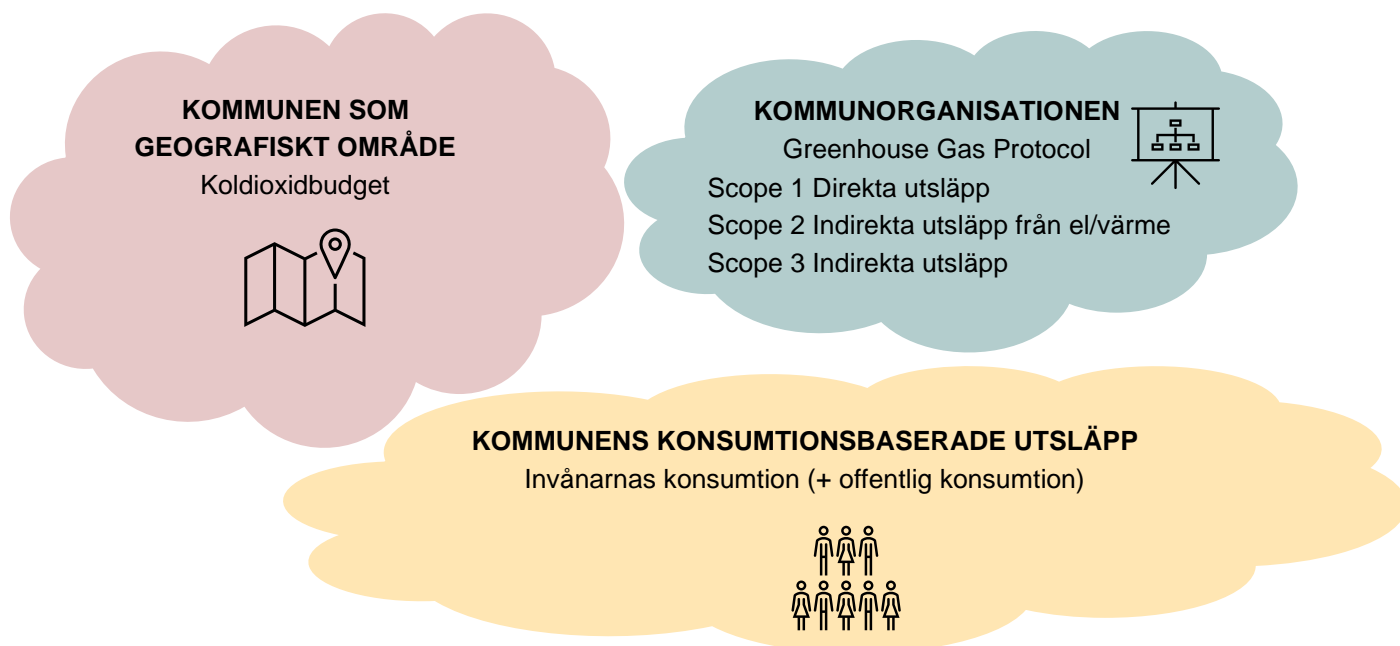 KOMMUNEN SOM
GEOGRAFISKT OMRÅDE
Koldioxidbudget
KOMMUNORGANISATIONEN
Greenhouse Gas Protocol
Scope 1 Direkta utsläpp
Scope 2 Indirekta utsläpp från el/värme
Scope 3 Indirekta utsläpp
KOMMUNENS KONSUMTIONSBASERADE UTSLÄPP
Invånarnas konsumtion (+ offentlig konsumtion)